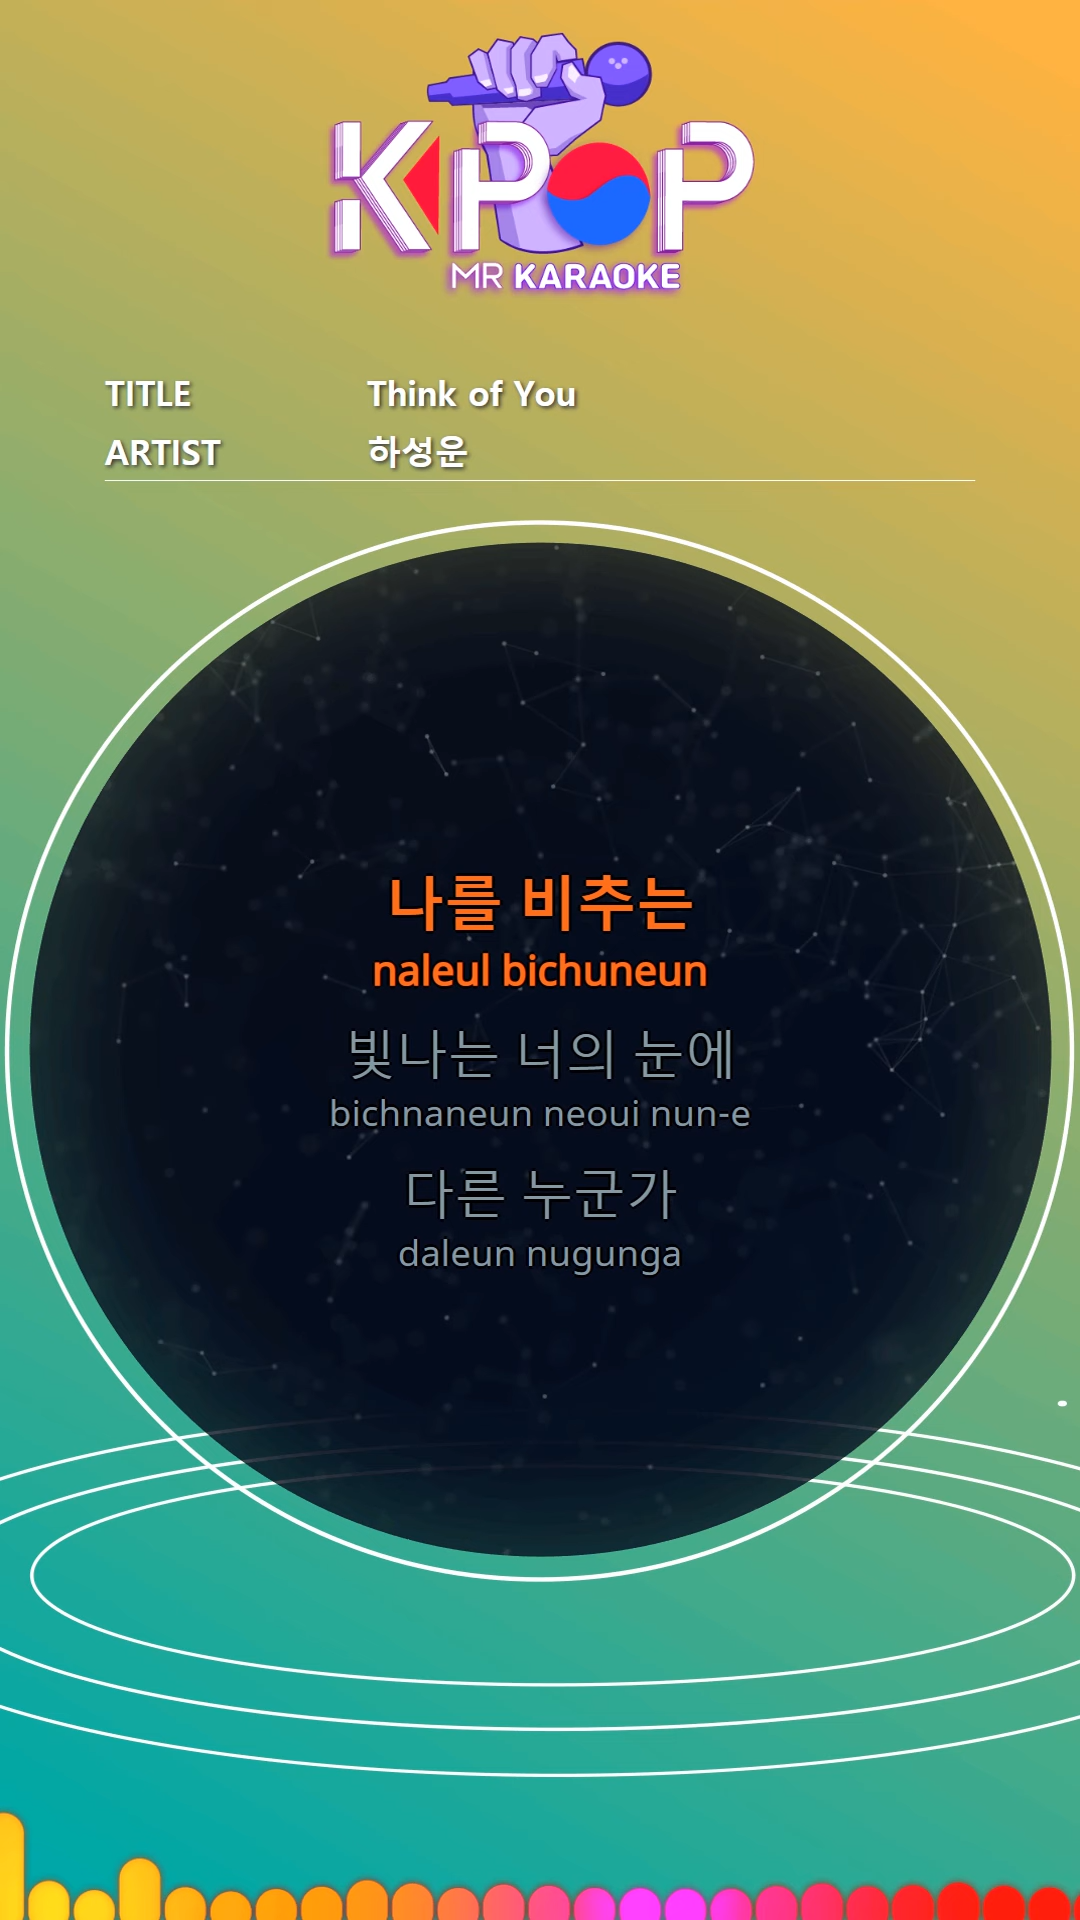 KPOP
MR KARAOKE
TITLE Think of You
ARTIST 하성운
나를 비추는
naleul bichuneun
빛나는 너의 눈에
bichnaneun neoui nun-e
다른 누군가
daleun nugunga